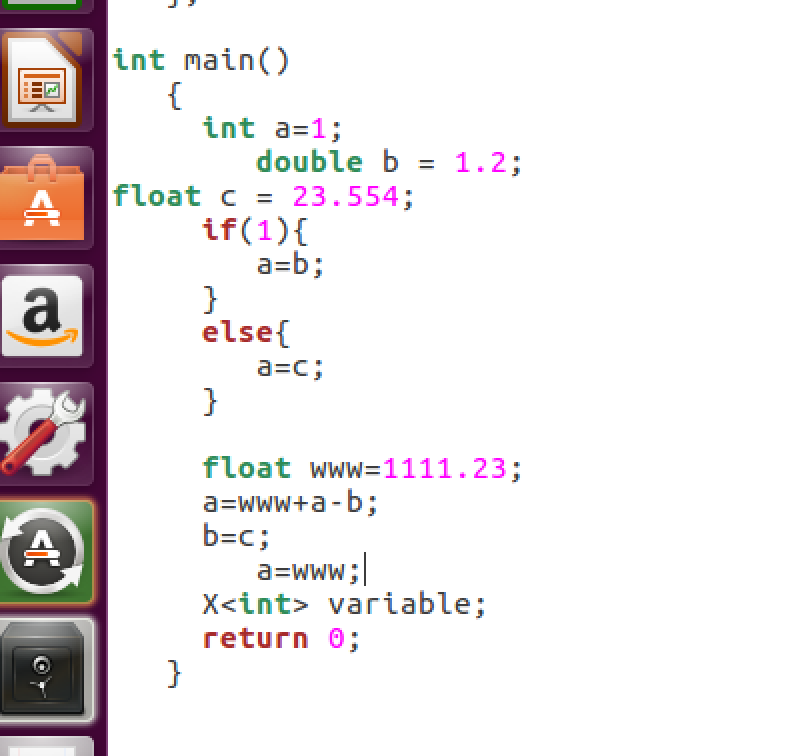 };
int main()
{
int a=1;
double b = 1.2;
float c = 23.554;
if(1){
a=b;
}
else{
a=c;
}
float www=1111.23;
a=www+a-b;
b=c;
a=www;
X<int> variable;
return 0;
}